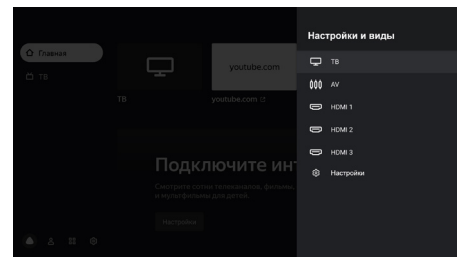 Настройки и виды
Главная
ТВ
ТВ
youtube.com
youtube.com
Подключите инт
Смотрите сотни телеканалов, фильмы,
и мультфильмы для детей.
Настройки
ТВ
AV
HDMI 1
HDMI 2
HDMI 3
Настройки